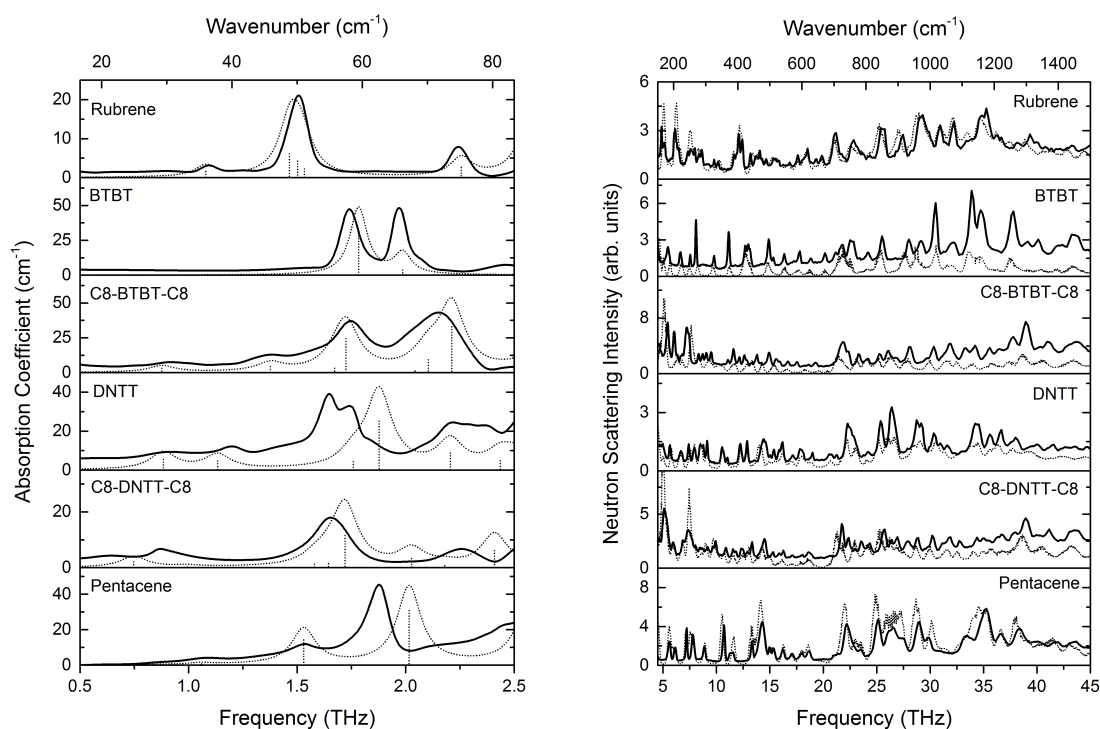 Wavenumber (cm⁻¹)
20 40 60 80
Absorption Coefficient (cm⁻¹)
Rubrene
20
10
0
BTBT
50
25
0
C8-BTBT-C8
50
25
0
DNTT
40
20
0
C8-DNTT-C8
20
0
Pentacene
40
20
0
0.5 1.0 1.5 2.0 2.5
Frequency (THz)
Wavenumber (cm⁻¹)
200 400 600 800 1000 1200 1400
Neutron Scattering Intensity (arb. units)
6
Rubrene
3
0
BTBT
6
3
0
C8-BTBT-C8
8
0
DNTT
3
0
C8-DNTT-C8
5
0
Pentacene
8
4
0
5 10 15 20 25 30 35 40 45
Frequency (THz)